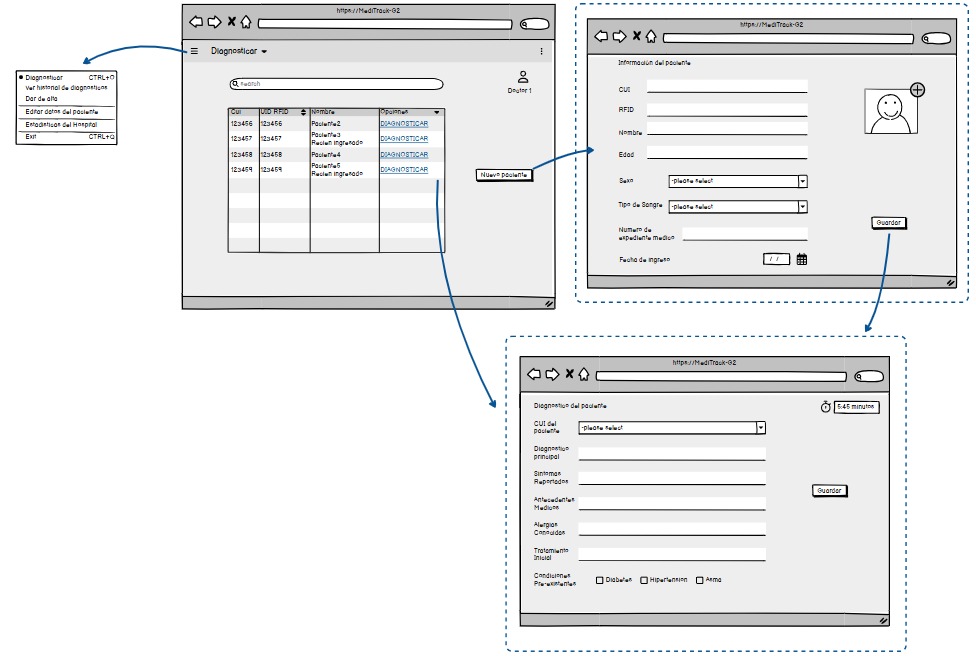 https://MediTrack-G2
Diagnosticar
Doctor 1
search
Cui UID RFID Nombre Opciones
123456 123456 Paciente2 DIAGNOSTICAR
123457 123457 Paciente3
Recien ingresado DIAGNOSTICAR
123458 123458 Paciente4 DIAGNOSTICAR
123459 123459 Paciente5
Recien ingresado DIAGNOSTICAR
Nuevo paciente
Diagnosticar CTRL+O
Ver historial de diagnosticos
Dar de alta
Editar datos del paciente
Estadisticas del Hospital
Exit CTRL+Q
https://MediTrack-G2
Información del paciente
CUI
RFID
Nombre
Edad
Sexo -please select
Tipo de Sangre -please select
Numero de
expediente medico
Fecha de ingreso / /
Guardar
https://MediTrack-G2
Diagnostico del paciente
5:45 minutos
CUI del
paciente -please select
Diagnostico
principal
Sintomas
Reportados
Antecedentes
Medicos
Alergias
Conocidas
Tratamiento
Inicial
Condiciones
Pre-existentes Diabetes Hipertension Asma
Guardar